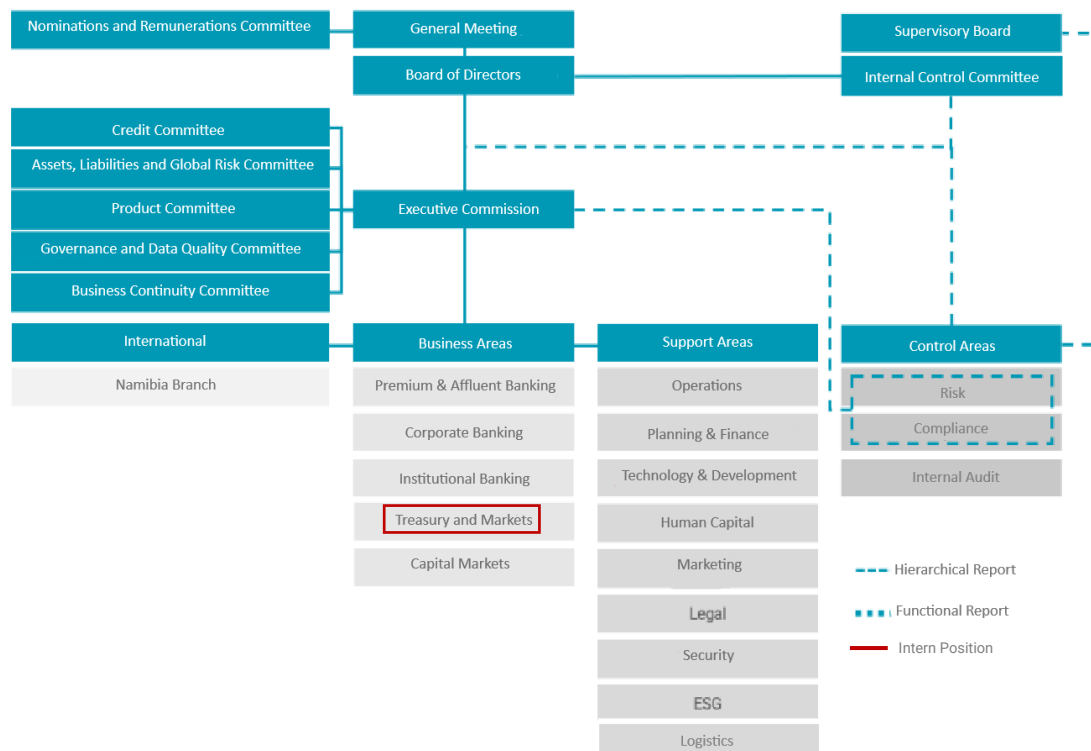 Nominations and Remunerations Committee
General Meeting
Supervisory Board
Board of Directors
Internal Control Committee
Credit Committee
Assets, Liabilities and Global Risk Committee
Product Committee
Executive Commission
Governance and Data Quality Committee
Business Continuity Committee
International
Business Areas
Support Areas
Control Areas
Namibia Branch
Premium & Affluent Banking
Operations
Risk
Corporate Banking
Planning & Finance
Compliance
Institutional Banking
Technology & Development
Internal Audit
Treasury and Markets
Human Capital
Capital Markets
Marketing
Hierarchical Report
Legal
Functional Report
Security
Intern Position
ESG
Logistics